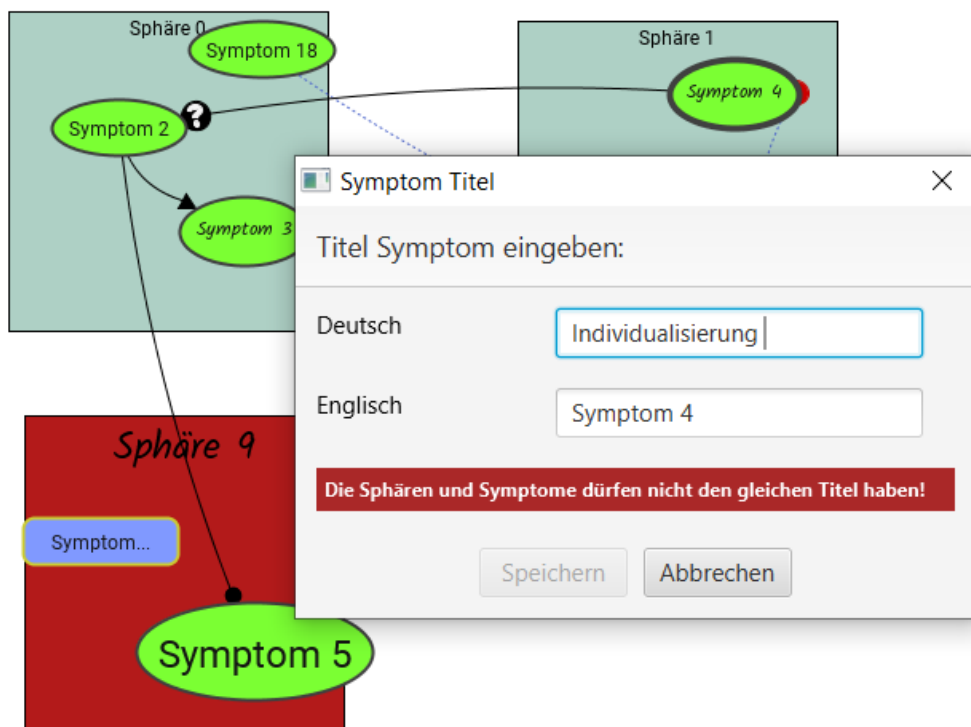 Sphäre 0
Symptom 18
Sphäre 1
Symptom 4
?
Symptom 2
Symptom 3
Symptom Titel
Titel Symptom eingeben:
Deutsch
Individualisierung
Englisch
Symptom 4
Die Sphären und Symptome dürfen nicht den gleichen Titel haben!
Speichern
Abbrechen
Sphäre 9
Symptom...
Symptom 5